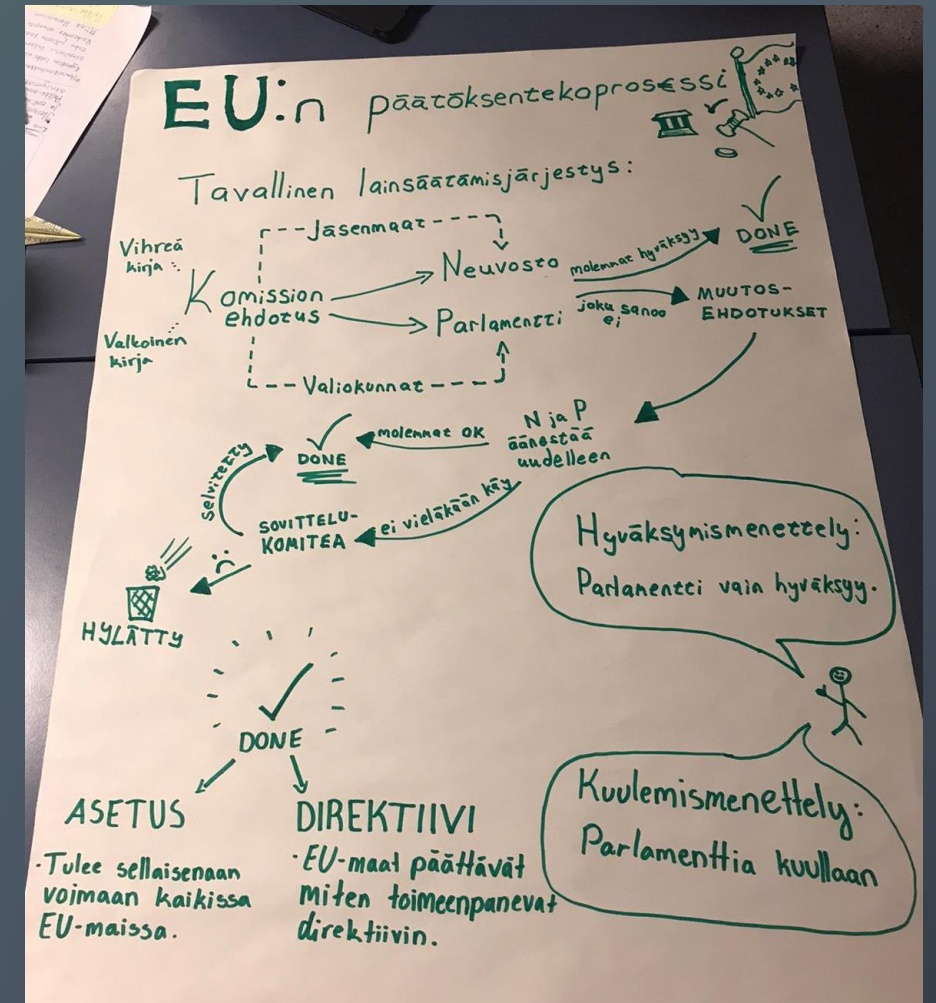 EU:n päätöksentekoprosessi
Tavallinen lainsäätämisjärjestys:
Vihreä
kirja
Valkoinen
kirja
Komission
ehdotus
Jäsenmaat
Neuvosto
Parlamentti
Valiokunnat
molemmat hyväksyy
DONE
joku sanoo
ei
MUUTOS-
EHDOTUKSET
N ja P
äänestää
uudelleen
molemmat OK
DONE
ei vieläkään käy
SOVITTELU-
KOMITEA
selvitetty
HYLÄTTY
Hyväksymismenettely:
Parlamentti vain hyväksyy.
DONE
ASETUS
·Tulee sellaisenaan
voimaan kaikissa
EU-maissa.
DIREKTIIVI
·EU-maat päättävät
miten toimeenpanevat
direktiivin.
Kuulemismenettely:
Parlamenttia kuullaan